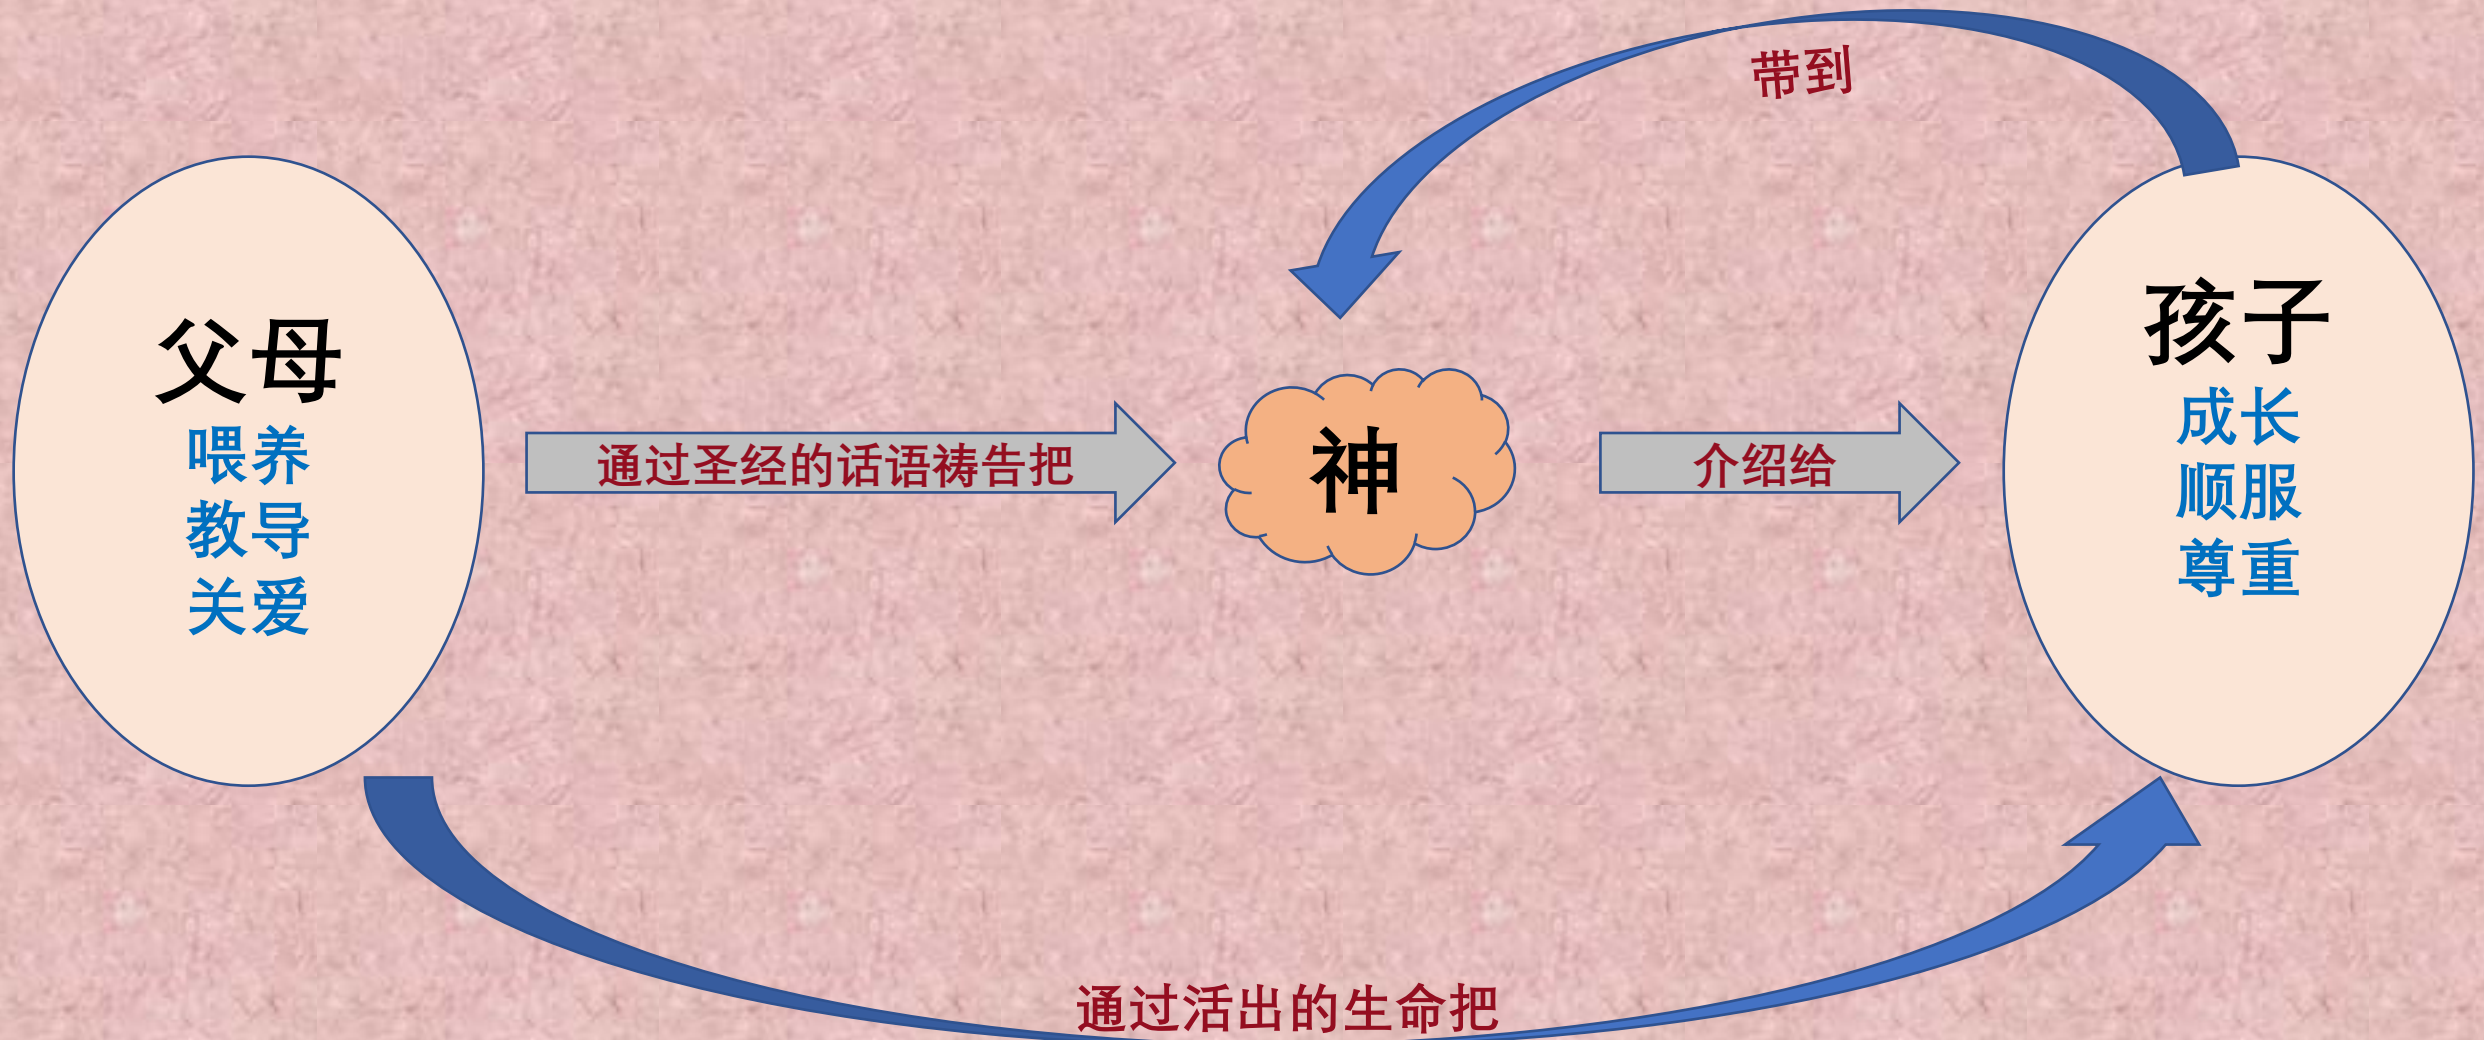 带到
父母
喂养
教导
关爱
通过圣经的话语祷告把
神
介绍给
孩子
成长
顺服
尊重
通过活出的生命把